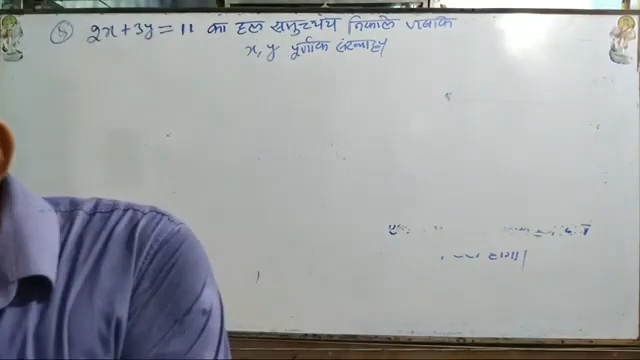 (5) 2x + 3y = 11 का हल समुच्चय निकाले जबकि
x, y पूर्णांक संख्या है।